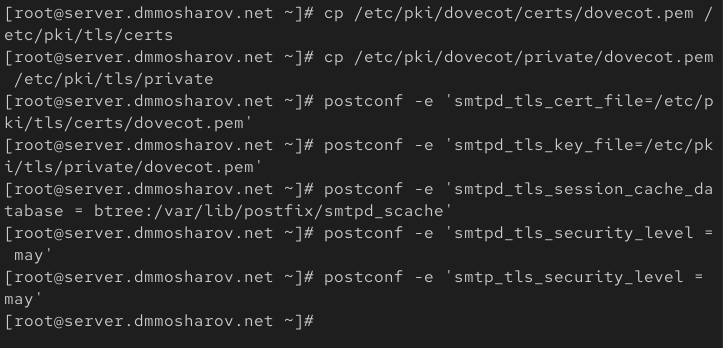 [root@server.dmmosharov.net ~]# cp /etc/pki/dovecot/certs/dovecot.pem /
etc/pki/tls/certs
[root@server.dmmosharov.net ~]# cp /etc/pki/dovecot/private/dovecot.pem
 /etc/pki/tls/private
[root@server.dmmosharov.net ~]# postconf -e 'smtpd_tls_cert_file=/etc/p
ki/tls/certs/dovecot.pem'
[root@server.dmmosharov.net ~]# postconf -e 'smtpd_tls_key_file=/etc/pk
i/tls/private/dovecot.pem'
[root@server.dmmosharov.net ~]# postconf -e 'smtpd_tls_session_cache_da
tabase = btree:/var/lib/postfix/smtpd_scache'
[root@server.dmmosharov.net ~]# postconf -e 'smtpd_tls_security_level =
 may'
[root@server.dmmosharov.net ~]# postconf -e 'smtp_tls_security_level = 
may'
[root@server.dmmosharov.net ~]#